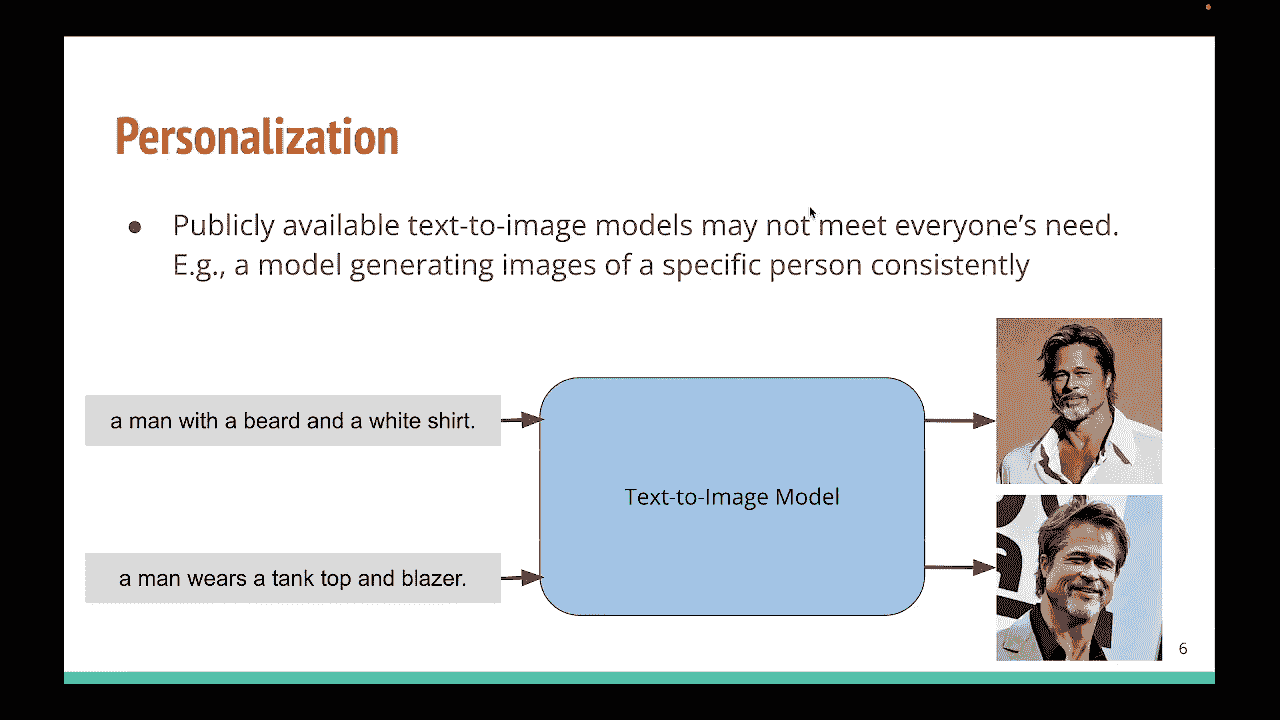 Personalization
● Publicly available text-to-image models may not meet everyone’s need.
E.g., a model generating images of a specific person consistently
a man with a beard and a white shirt.
Text-to-Image Model
a man wears a tank top and blazer.
6